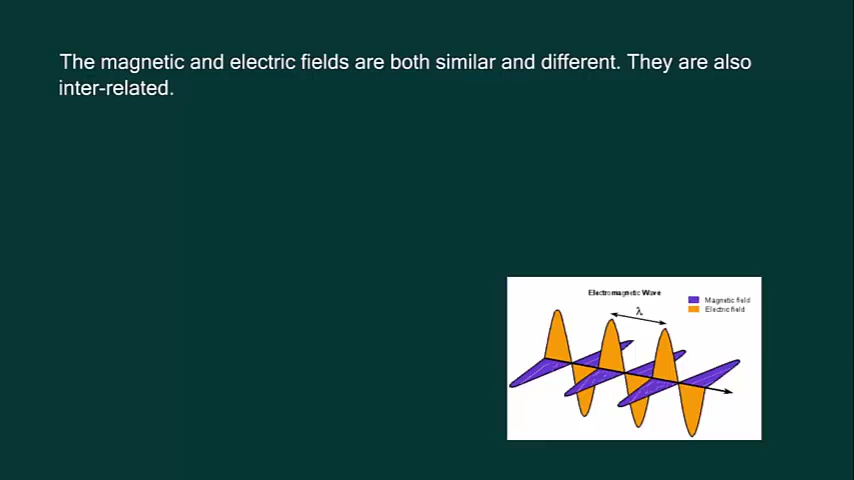 The magnetic and electric fields are both similar and different. They are also
inter-related.
Electromagnetic Wave
Magnetic field
Electric field
λ